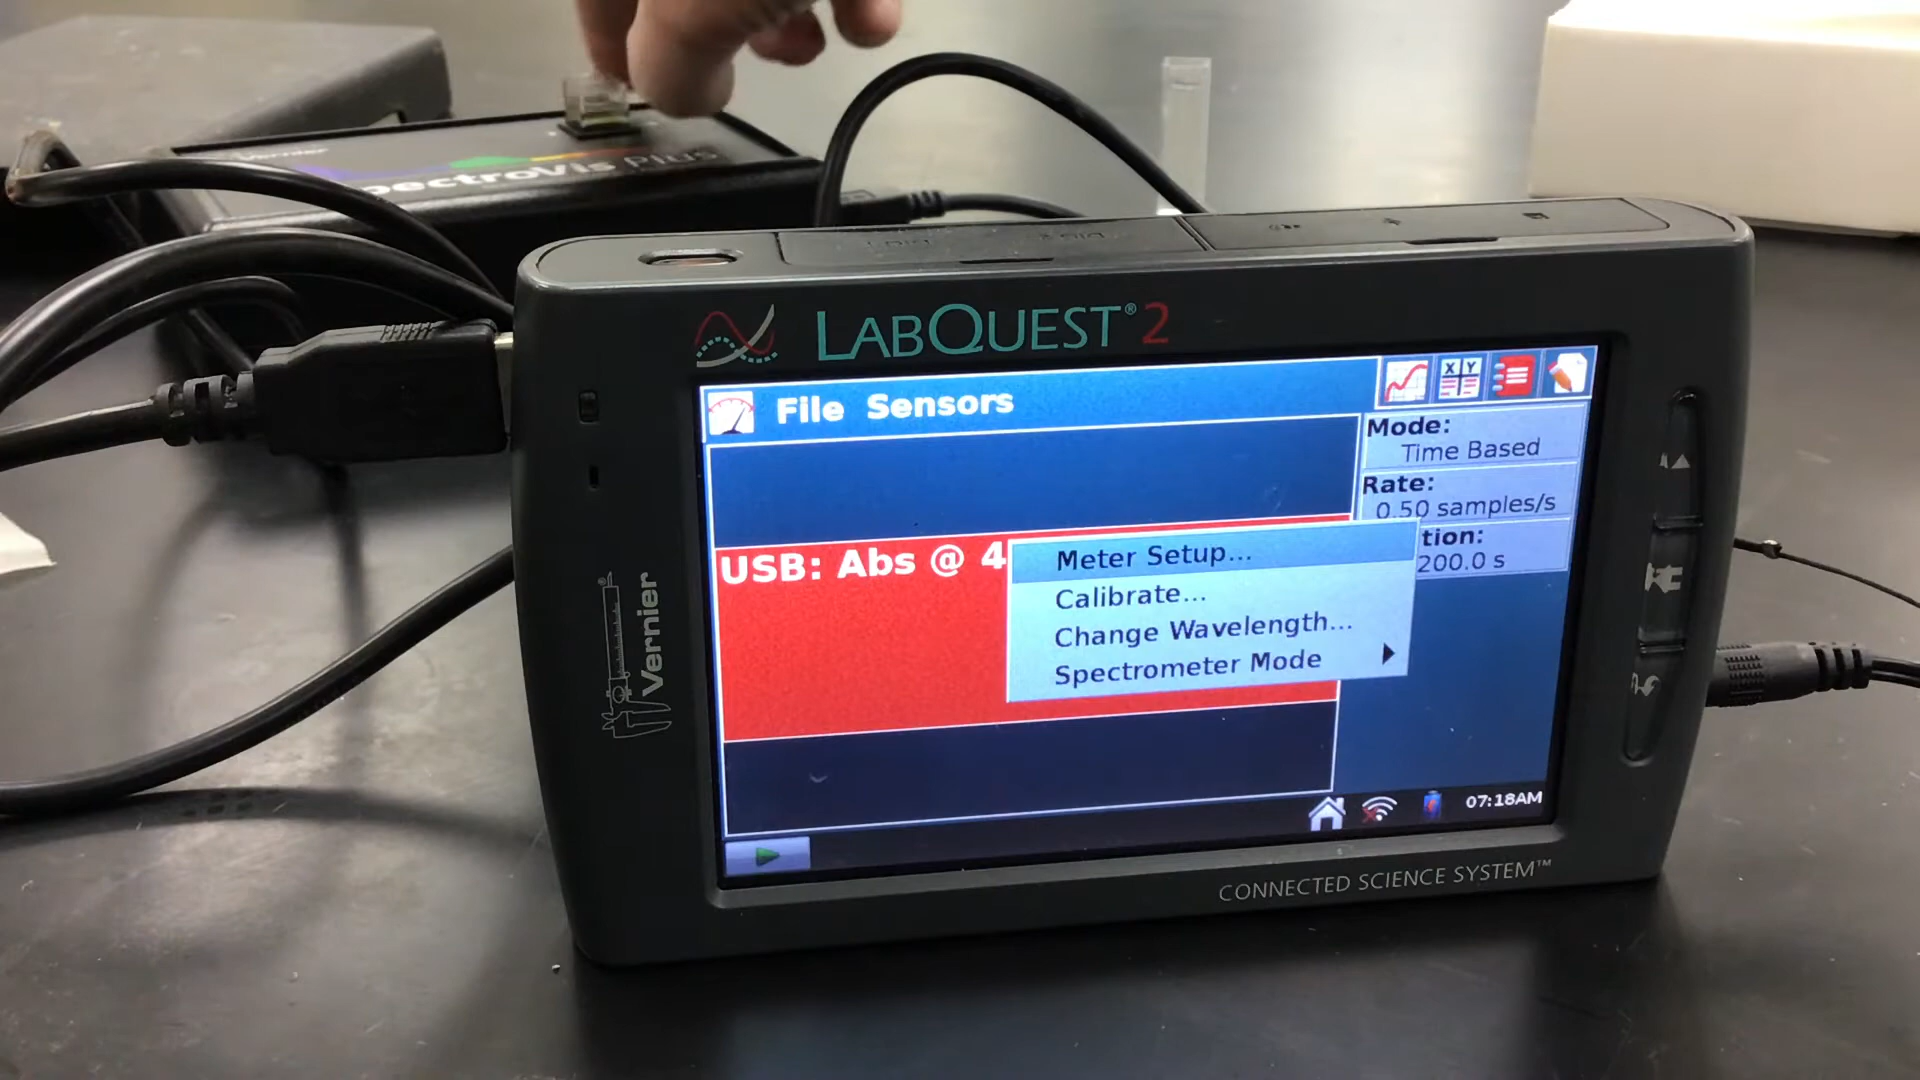 Vernier
SpectroVis Plus
LABQUEST® 2
File Sensors
X Y
Mode:
Time Based
Rate:
0.50 samples/s
tion:
200.0 s
USB: Abs @ 4
Meter Setup...
Calibrate...
Change Wavelength...
Spectrometer Mode
07:18AM
Vernier
CONNECTED SCIENCE SYSTEM™